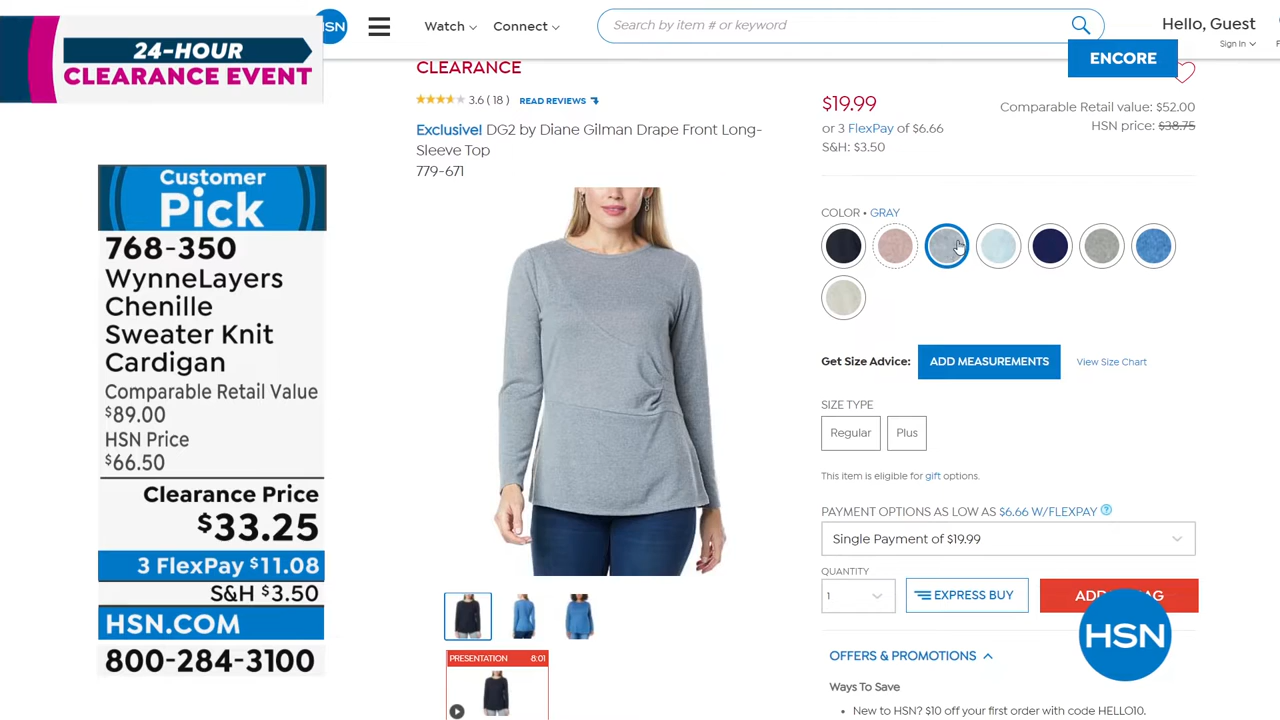 24-HOUR
CLEARANCE EVENT
Customer
Pick
768-350
WynneLayers
Chenille
Sweater Knit
Cardigan
Comparable Retail Value
$89.00
HSN Price
$66.50
Clearance Price
$33.25
3 FlexPay $11.08
S&H $3.50
HSN.COM
800-284-3100
Watch
Connect
Search by item # or keyword
Hello, Guest
Sign In
ENCORE
CLEARANCE
3.6 ( 18 ) READ REVIEWS
Exclusive! DG2 by Diane Gilman Drape Front Long-
Sleeve Top
779-671
PRESENTATION 8:01
$19.99
or 3 FlexPay of $6.66
S&H: $3.50
Comparable Retail value: $52.00
HSN price: $38.75
COLOR • GRAY
Get Size Advice: ADD MEASUREMENTS View Size Chart
SIZE TYPE
Regular Plus
This item is eligible for gift options.
PAYMENT OPTIONS AS LOW AS $6.66 W/FLEXPAY ?
Single Payment of $19.99
QUANTITY
1
EXPRESS BUY
HSN
OFFERS & PROMOTIONS
Ways To Save
• New to HSN? $10 off your first order with code HELLO10.